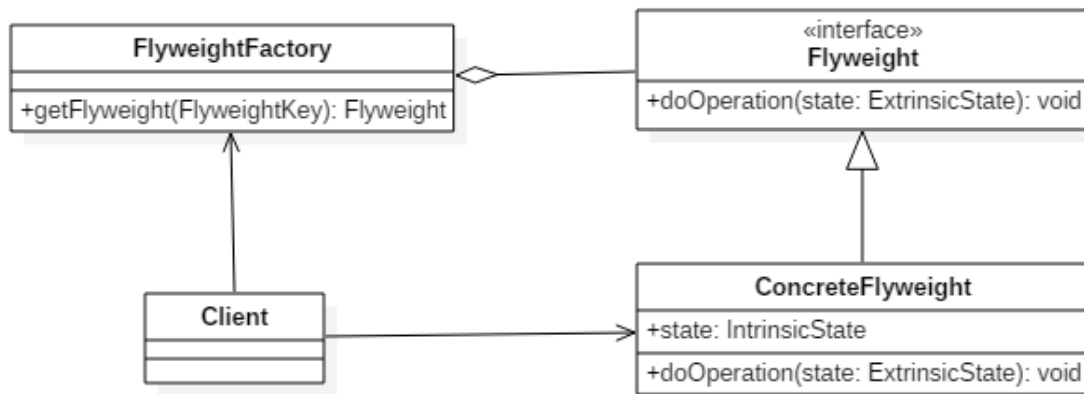 FlyweightFactory
+getFlyweight(FlyweightKey): Flyweight
«interface»
Flyweight
+doOperation(state: ExtrinsicState): void
Client
ConcreteFlyweight
+state: IntrinsicState
+doOperation(state: ExtrinsicState): void